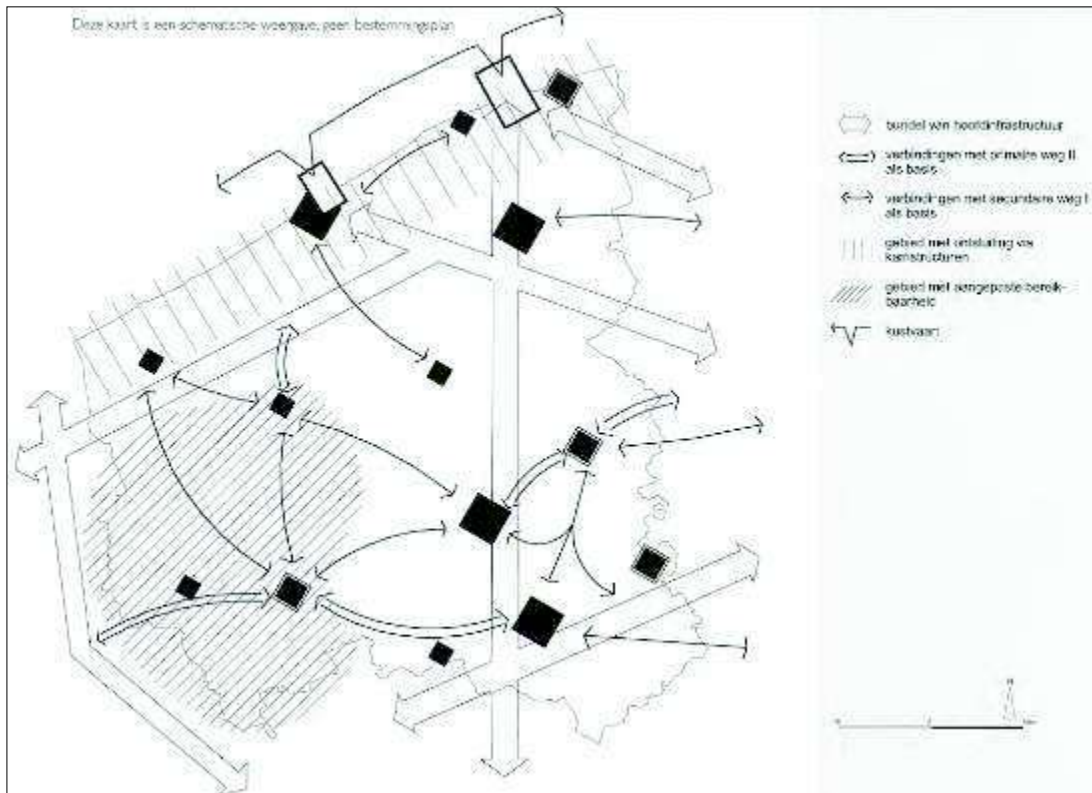 Deze kaart is een schematische weergave, geen bestemmingsplan
bundel van hoofdinfrastructuur
verbindingen met primaire weg II
als basis
verbindingen met secundaire weg I
als basis
gebied met ontsluiting via
kamstructuren
gebied met aangepaste bereik-
baarheid
kustvaart